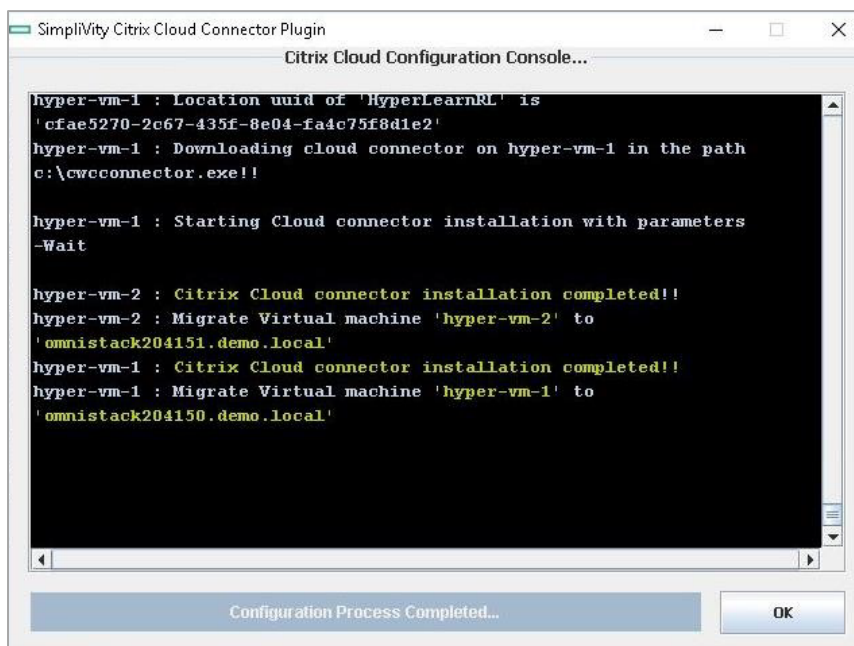 SimpliVity Citrix Cloud Connector Plugin
Citrix Cloud Configuration Console...
hyper-vm-1 : Location uuid of 'HyperLearnRL' is
'cfae5270-2c67-435f-8e04-fa4c75f8d1e2'
hyper-vm-1 : Downloading cloud connector on hyper-vm-1 in the path
c:\cwcconnector.exe!!
hyper-vm-1 : Starting Cloud connector installation with parameters
-Wait
hyper-vm-2 : Citrix Cloud connector installation completed!!
hyper-vm-2 : Migrate Virtual machine 'hyper-vm-2' to
'omnistack204151.demo.local'
hyper-vm-1 : Citrix Cloud connector installation completed!!
hyper-vm-1 : Migrate Virtual machine 'hyper-vm-1' to
'omnistack204150.demo.local'
Configuration Process Completed...
OK